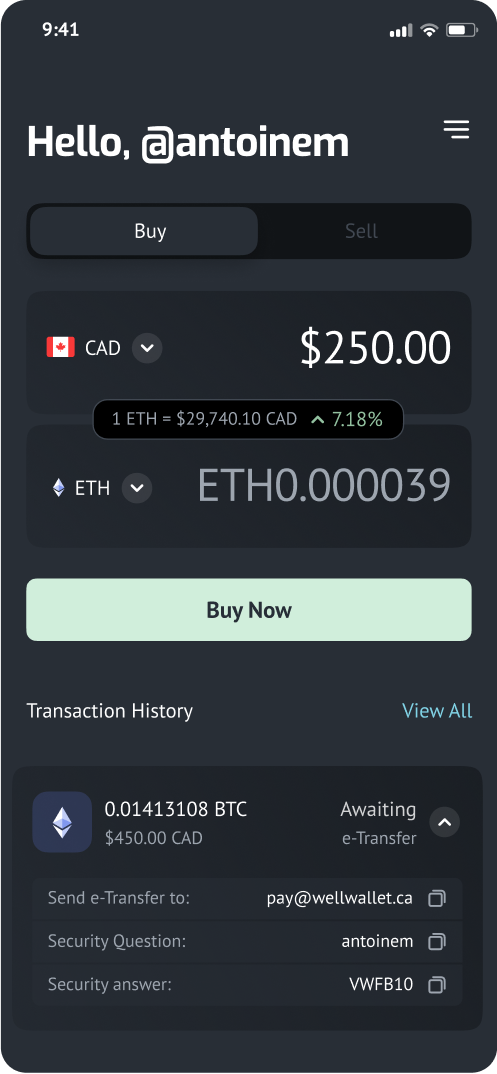 9:41
Hello, @antoinem
Buy Sell
CAD $250.00
1 ETH = $29,740.10 CAD 7.18%
ETH ETH0.000039
Buy Now
Transaction History View All
0.01413108 BTC Awaiting
$450.00 CAD e-Transfer
Send e-Transfer to: pay@wellwallet.ca
Security Question: antoinem
Security answer: VWFB10